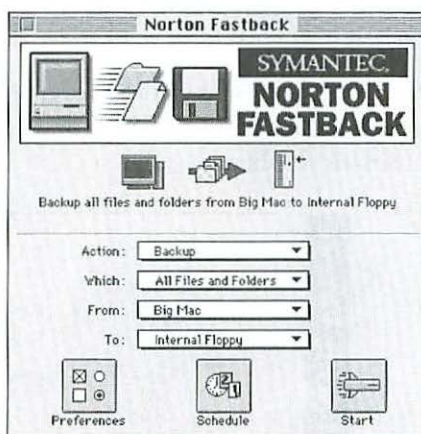 Norton Fastback
SYMANTEC.
NORTON
FASTBACK
Backup all files and folders from Big Mac to Internal Floppy
Action: Backup
Which: All Files and Folders
From: Big Mac
To: Internal Floppy
Preferences Schedule Start